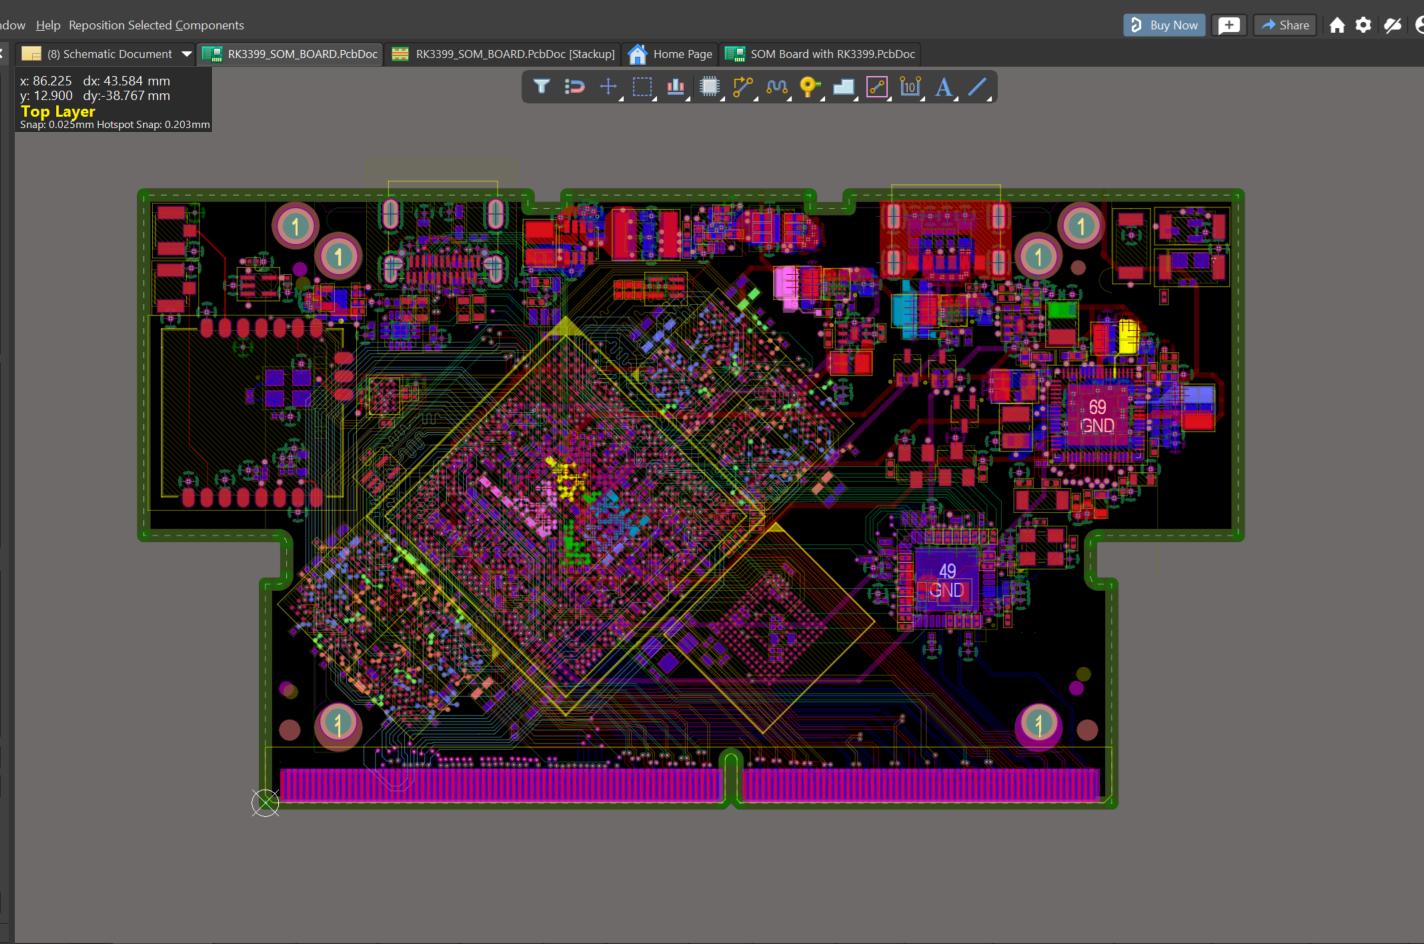 ndow Help Reposition Selected Components
Buy Now
Share
(8) Schematic Document
RK3399_SOM_BOARD.PcbDoc
RK3399_SOM_BOARD.PcbDoc [Stackup]
Home Page
SOM Board with RK3399.PcbDoc
x: 86.225 dx: 43.584 mm
y: 12.900 dy:-38.767 mm
Top Layer
Snap: 0.025mm Hotspot Snap: 0.203mm
10
A
1
1
1
1
69
GND
49
GND
1
1